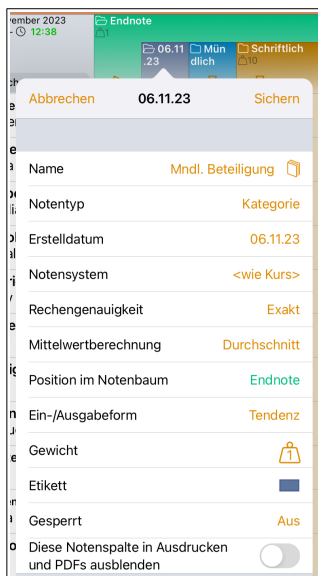 ember 2023
12:38
Endnote
1
06.11
.23
Mün
dlich
Schriftlich
10
Abbrechen
06.11.23
Sichern
Name
Mndl. Beteiligung
Notentyp
Kategorie
Erstelldatum
06.11.23
Notensystem
<wie Kurs>
Rechengenauigkeit
Exakt
Mittelwertberechnung
Durchschnitt
Position im Notenbaum
Endnote
Ein-/Ausgabeform
Tendenz
Gewicht
1
Etikett
Gesperrt
Aus
Diese Notenspalte in Ausdrucken
und PDFs ausblenden